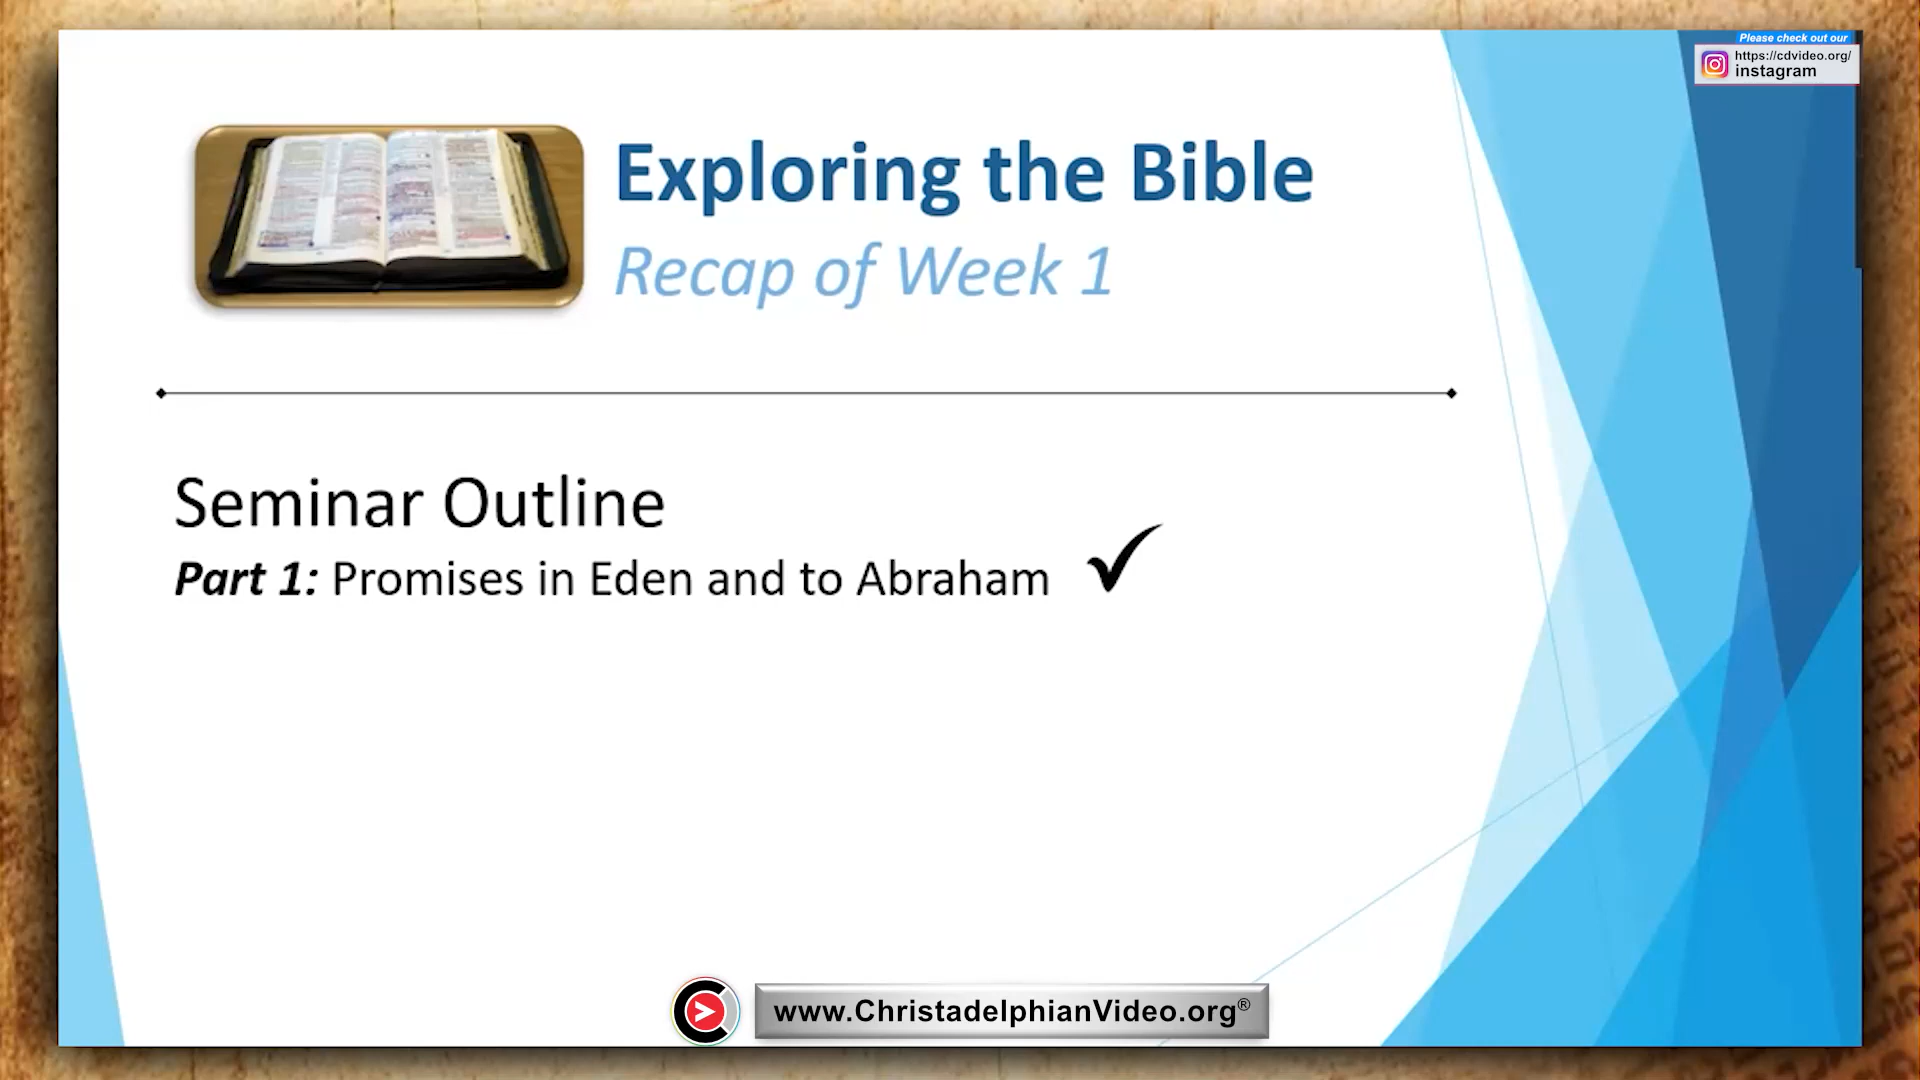 Please check out our
https://cdvideo.org/
instagram
Exploring the Bible
Recap of Week 1
Seminar Outline
Part 1: Promises in Eden and to Abraham ✓
www.ChristadelphianVideo.org®